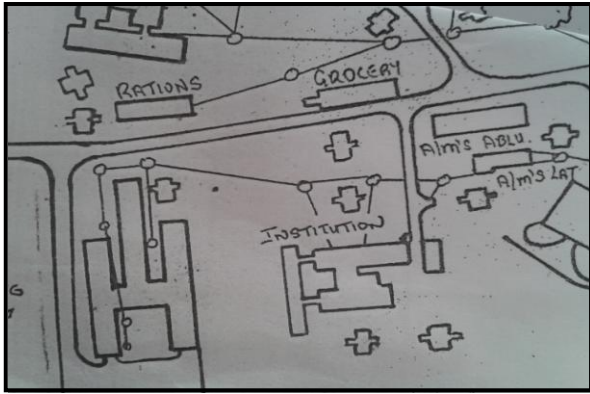 GROCERY
RATIONS
A/M'S ABLU.
A/M'S LAT
INSTITUTION
G